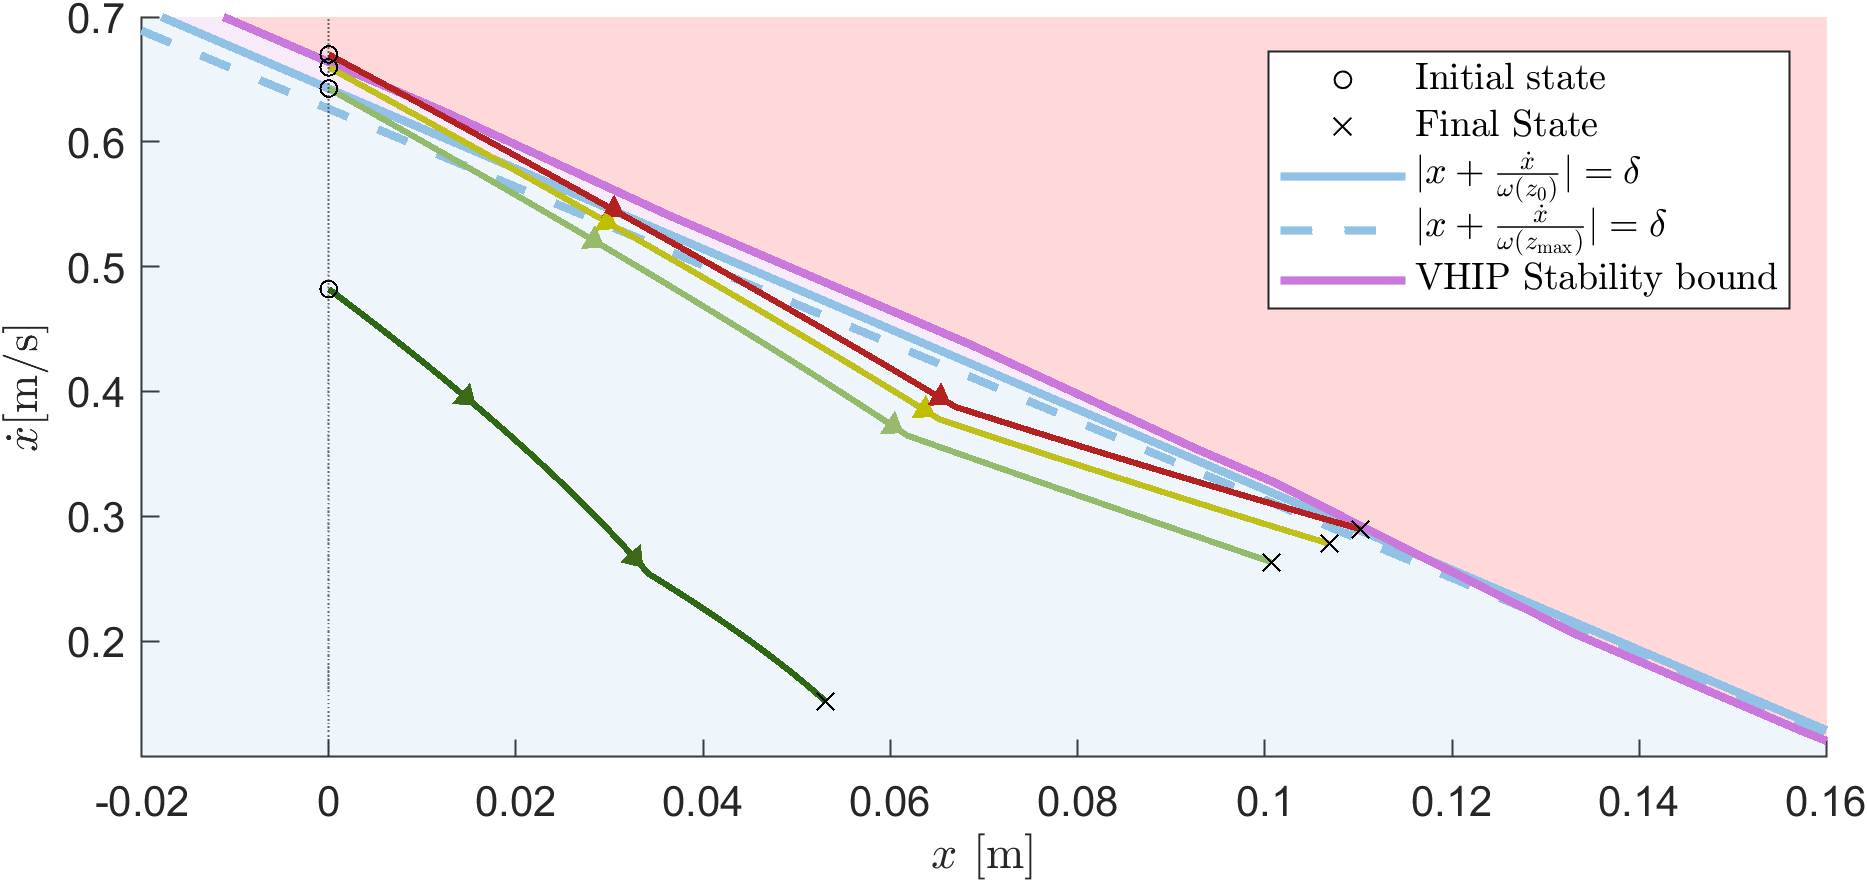 0.7
0.6
0.5
0.4
0.3
0.2
ẋ[m/s]
-0.02 0 0.02 0.04 0.06 0.08 0.1 0.12 0.14 0.16
x [m]
Initial state
Final State
|x + ẋ/ω(z₀)| = δ
|x + ẋ/ω(z_max)| = δ
VHIP Stability bound